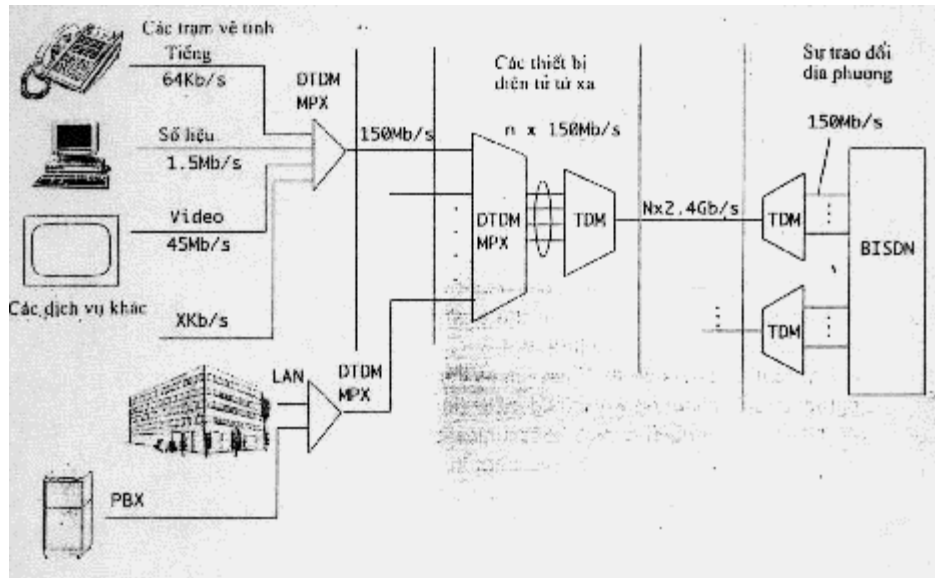 Các trạm vệ tinh
Tiếng
64Kb/s
Số liệu
1.5Mb/s
Video
45Mb/s
Các dịch vụ khác
XKb/s
DTDM
MPX
150Mb/s
LAN
DTDM
MPX
PBX
Các thiết bị
điện tử từ xa
n x 150Mb/s
DTDM
MPX
TDM
Nx2.4Gb/s
Sự trao đổi
địa phương
150Mb/s
TDM
TDM
BISDN